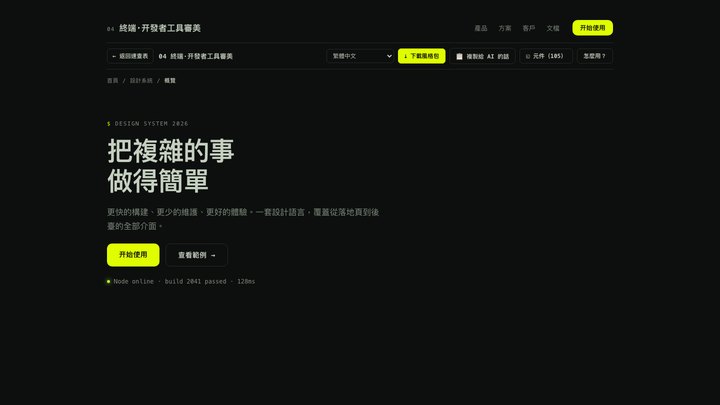 04 終端·开發者工具審美
產品 方案 客戶 文檔 开始使用
← 返回速查表 04 終端·开發者工具審美 繁體中文 ↓ 下載風格包 📋 複製給 AI 的話 元件 (105) 怎麼用？
首頁 / 設計系統 / 概覽
$ DESIGN SYSTEM 2026
把複雜的事
做得簡單
更快的構建、更少的維護、更好的體驗。一套設計語言，覆蓋從落地頁到後
臺的全部介面。
开始使用 查看範例 →
Node online · build 2041 passed · 128ms